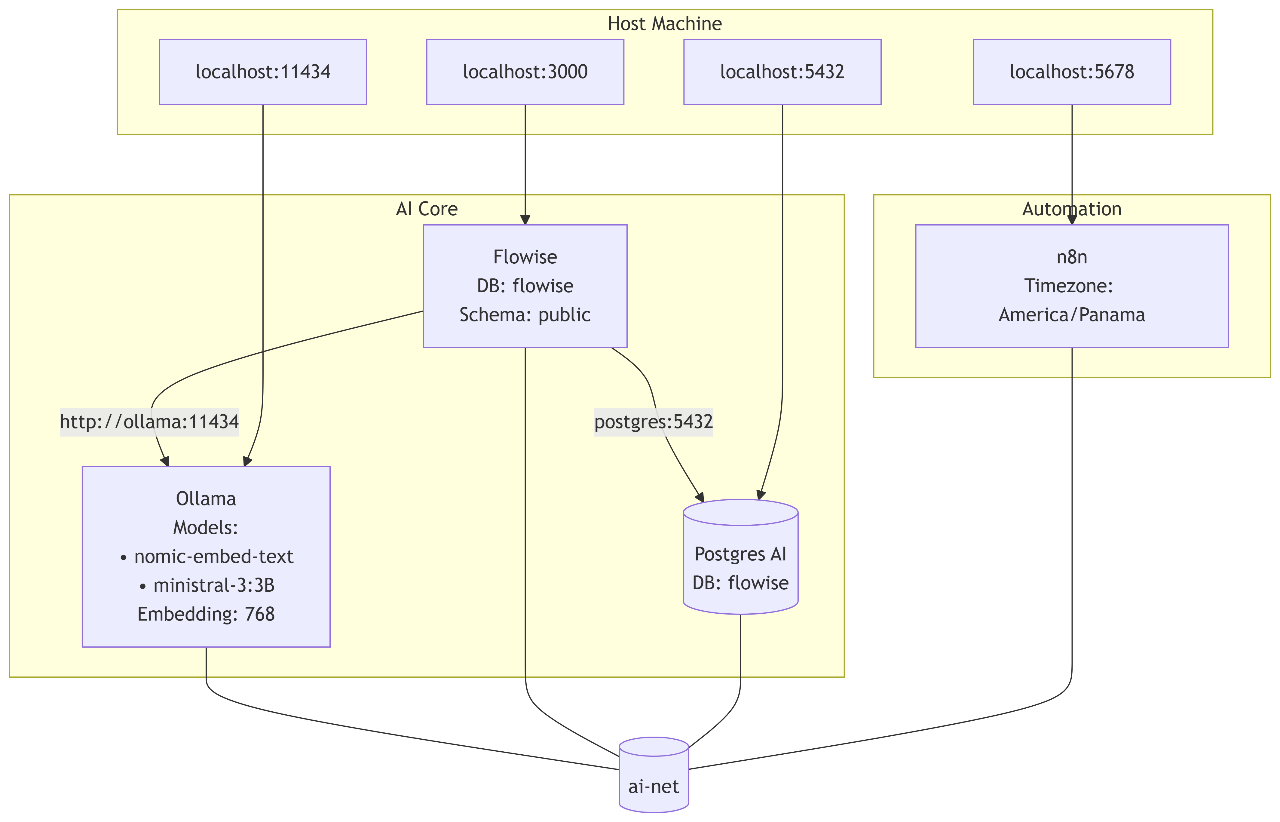 Host Machine
localhost:11434
localhost:3000
localhost:5432
localhost:5678
AI Core
Automation
Flowise
DB: flowise
Schema: public
n8n
Timezone:
America/Panama
http://ollama:11434
postgres:5432
Ollama
Models:
• nomic-embed-text
• ministral-3:3B
Embedding: 768
Postgres AI
DB: flowise
ai-net